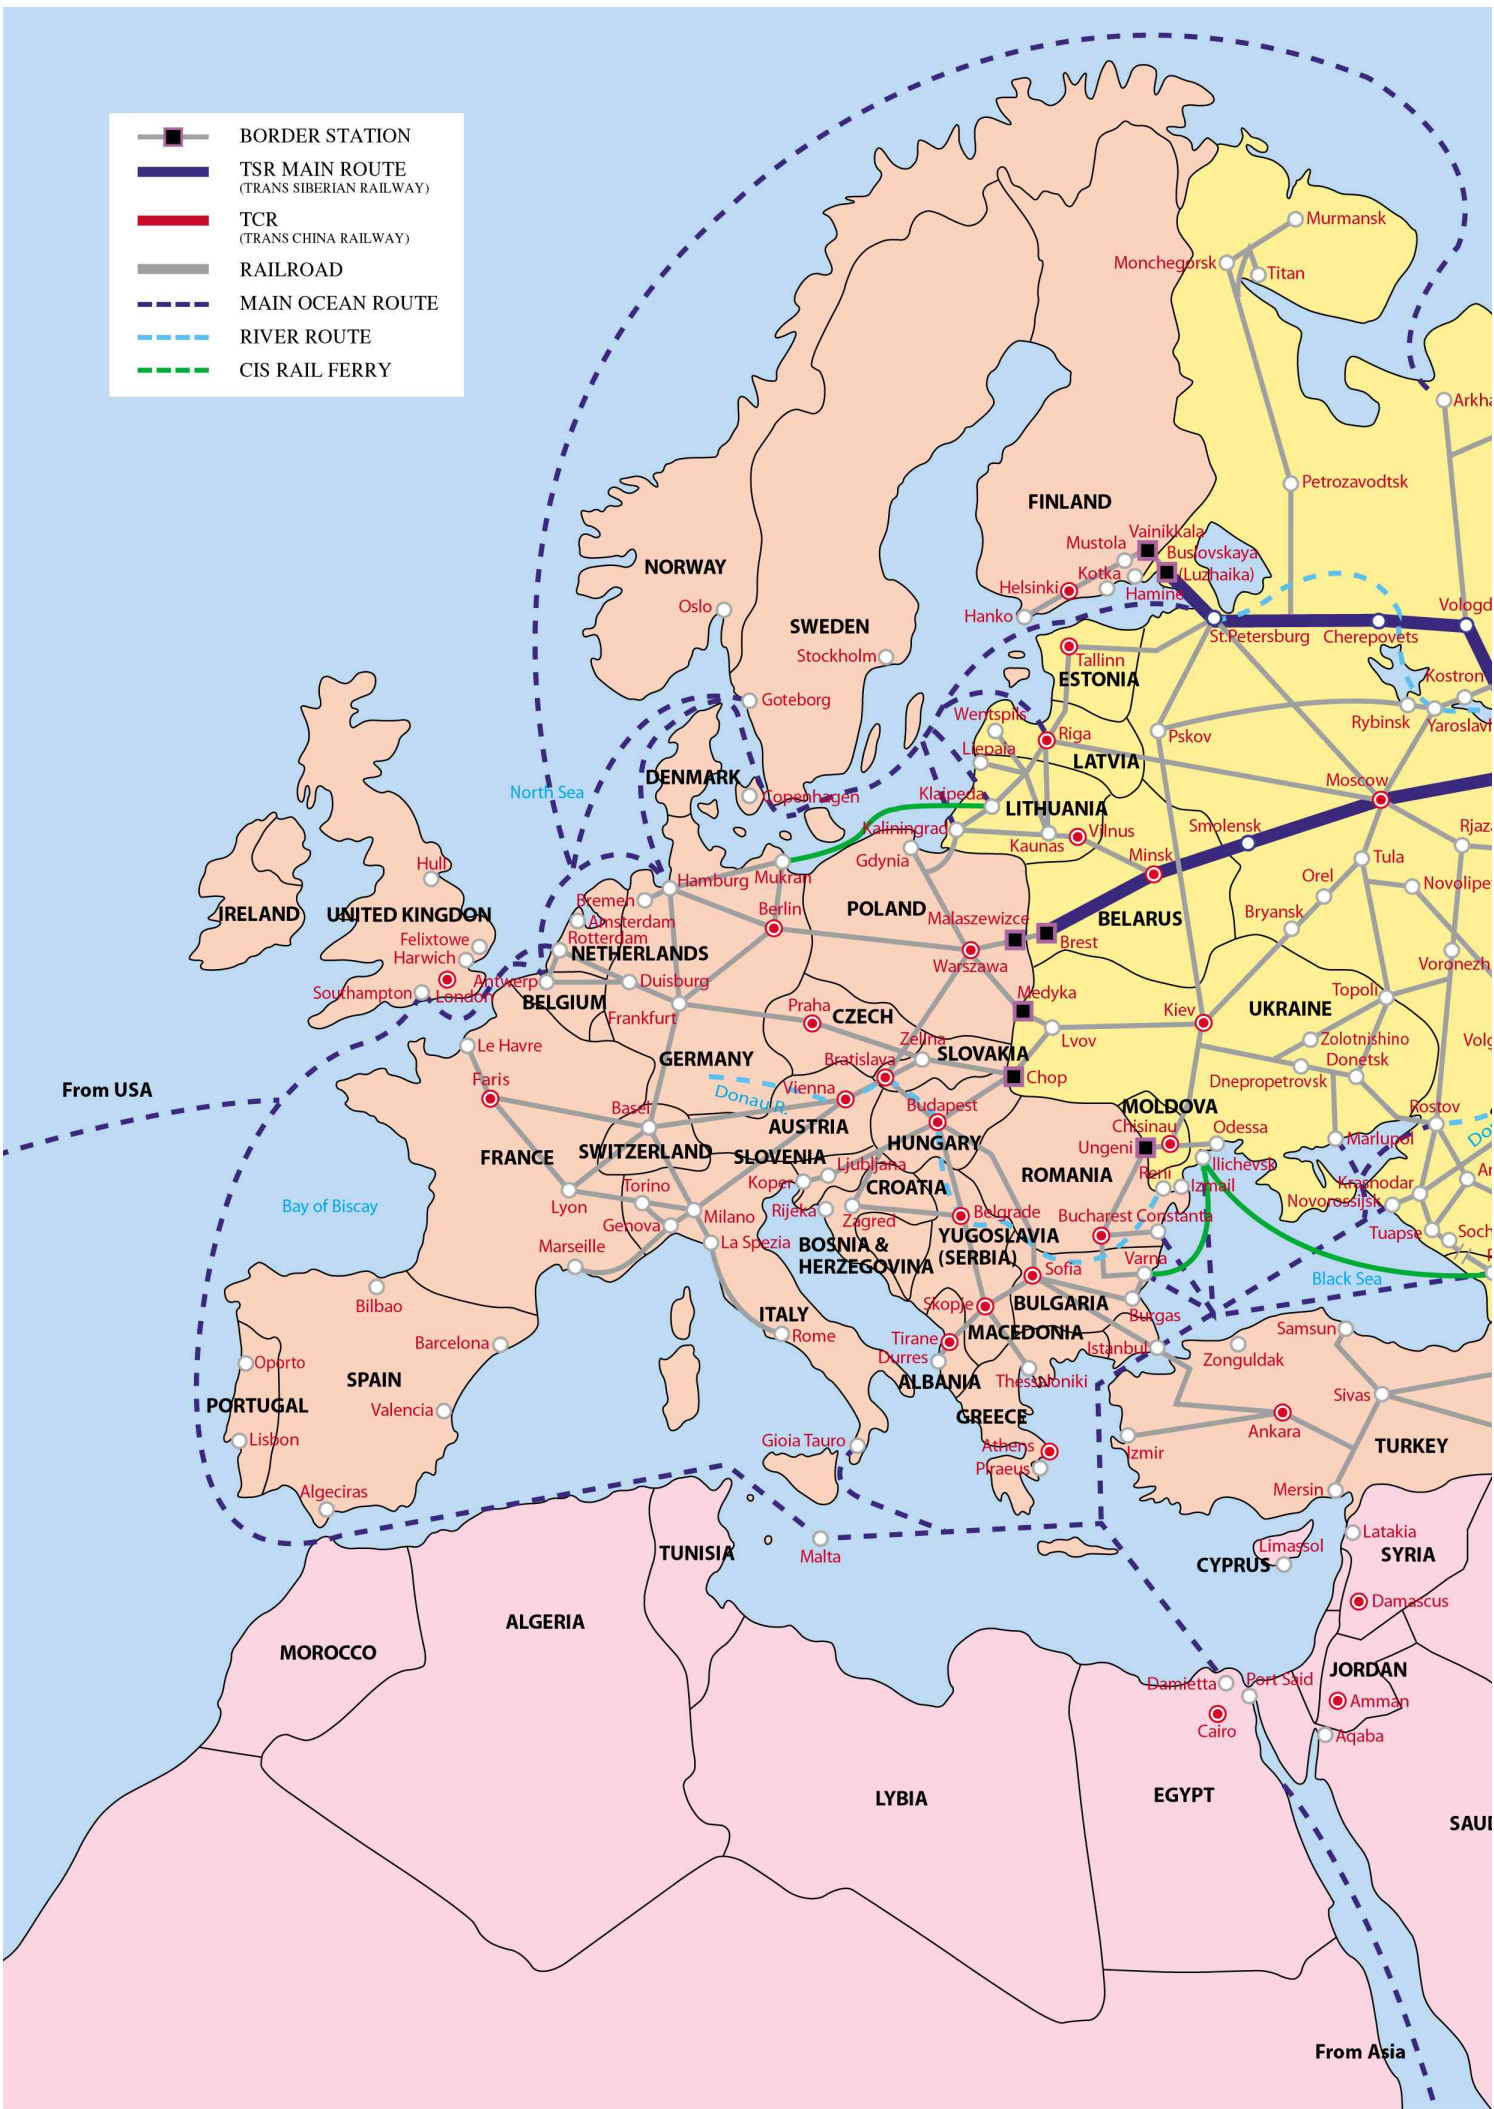 BORDER STATION
TSR MAIN ROUTE
(TRANS SIBERIAN RAILWAY)
TCR
(TRANS CHINA RAILWAY)
RAILROAD
MAIN OCEAN ROUTE
RIVER ROUTE
CIS RAIL FERRY
Murmansk
Monchegorsk
Titan
Arkha
Petrozavodtsk
FINLAND
Vainikkala
Mustola
Buslovskaya
(Luzhaika)
Kotka
Helsinki
Hamine
Hanko
NORWAY
Oslo
SWEDEN
Stockholm
St.Petersburg
Cherepovets
Vologd
Tallinn
ESTONIA
Kostron
Goteborg
Wentspils
Riga
Pskov
Rybinsk
Yaroslavl
Liepaia
LATVIA
DENMARK
Copenhagen
North Sea
Moscow
Klaipeda
LITHUANIA
Kaliningrad
Kaunas
Vilnus
Smolensk
Rjaza
Gdynia
Minsk
Tula
Hull
Hamburg
Mukran
Orel
Novolipe
Bremen
Berlin
POLAND
Malaszewizce
BELARUS
Bryansk
IRELAND
UNITED KINGDON
Amsterdam
Brest
Felixtowe
Rotterdam
NETHERLANDS
Harwich
Warszawa
Voronezh
Southampton
London
Antwerp
BELGIUM
Duisburg
Medyka
Topoli
Frankfurt
Praha
CZECH
Kiev
UKRAINE
Le Havre
Zelina
Lvov
Zolotnishino
Volg
GERMANY
Bratislava
SLOVAKIA
Donetsk
From USA
Faris
Vienna
Chop
Dnepropetrovsk
Donau R.
Basel
AUSTRIA
Budapest
MOLDOVA
Rostov
Chisinau
Odessa
Marlupol
Do
FRANCE
SWITZERLAND
SLOVENIA
HUNGARY
Ungeni
Ilichevsk
Ljubljana
ROMANIA
Reni
Izmail
Ar
Koper
CROATIA
Krasnodar
Bay of Biscay
Torino
Novorossijsk
Lyon
Milano
Rijeka
Zagred
Belgrade
Bucharest
Constanta
Genova
La Spezia
BOSNIA &
HERZEGOVINA
YUGOSLAVIA
(SERBIA)
Tuapse
Soch
Marseille
Varna
Sofia
Black Sea
Bilbao
Skopje
BULGARIA
Burgas
ITALY
Rome
MACEDONIA
Samsun
Barcelona
Tirane
Istanbul
Zonguldak
Oporto
Durres
SPAIN
ALBANIA
Thessaloniki
Sivas
PORTUGAL
Valencia
GREECE
Ankara
Lisbon
Gioia Tauro
Athens
Izmir
TURKEY
Piraeus
Algeciras
Mersin
Latakia
TUNISIA
Malta
Limassol
CYPRUS
SYRIA
Damascus
ALGERIA
MOROCCO
JORDAN
Damietta
Port Said
Amman
Cairo
Aqaba
LYBIA
EGYPT
SAUD
From Asia